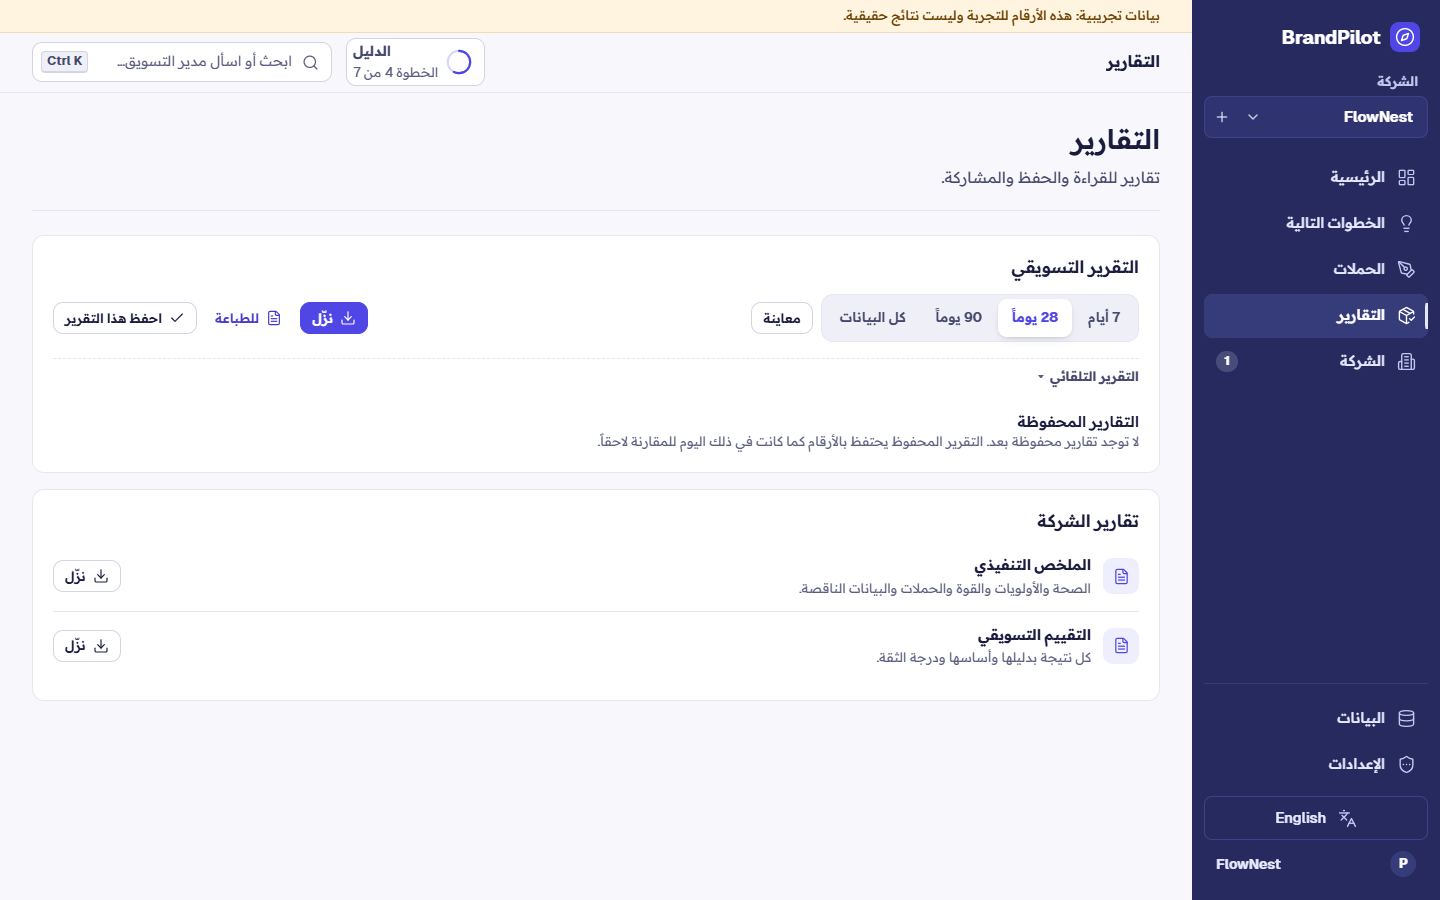 بيانات تجريبية: هذه الأرقام للتجربة وليست نتائج حقيقية.
BrandPilot
الشركة
FlowNest
الرئيسية
الخطوات التالية
الحملات
التقارير
الشركة
1
البيانات
الإعدادات
English
P
FlowNest
التقارير
الدليل
الخطوة 4 من 7
ابحث أو اسأل مدير التسويق...
Ctrl K
التقارير
تقارير للقراءة والحفظ والمشاركة.
التقرير التسويقي
7 أيام
28 يوماً
90 يوماً
كل البيانات
معاينة
نزّل
للطباعة
احفظ هذا التقرير
التقرير التلقائي
التقارير المحفوظة
لا توجد تقارير محفوظة بعد. التقرير المحفوظ يحتفظ بالأرقام كما كانت في ذلك اليوم للمقارنة لاحقاً.
تقارير الشركة
الملخص التنفيذي
الصحة والأولويات والقوة والحملات والبيانات الناقصة.
نزّل
التقييم التسويقي
كل نتيجة بدليلها وأساسها ودرجة الثقة.
نزّل